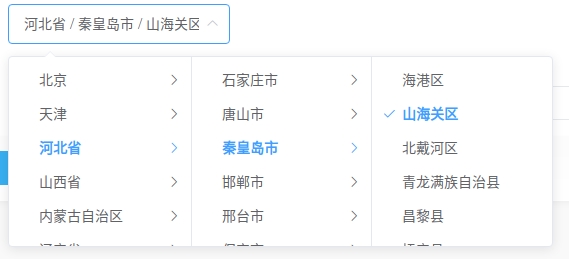 河北省 / 秦皇岛市 / 山海关区
北京
天津
河北省
山西省
内蒙古自治区
石家庄市
唐山市
秦皇岛市
邯郸市
邢台市
海港区
山海关区
北戴河区
青龙满族自治县
昌黎县